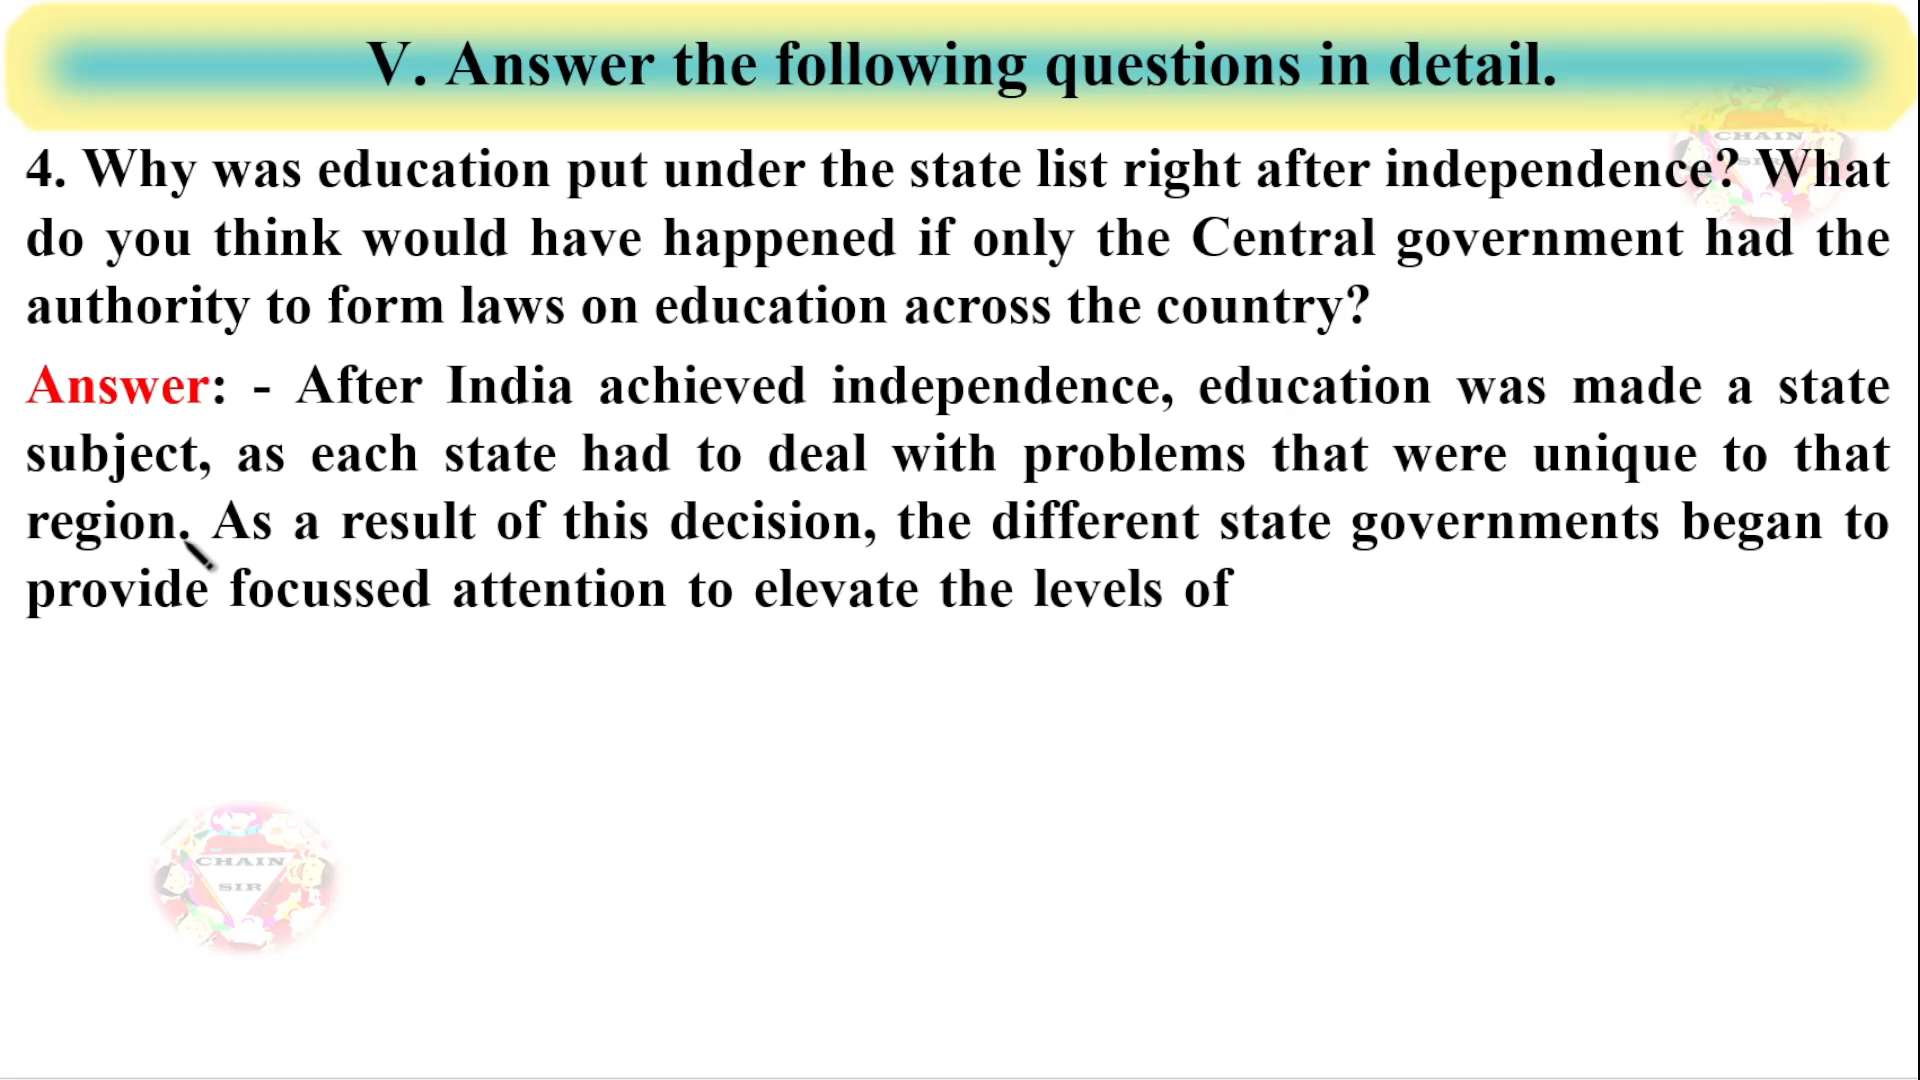 V. Answer the following questions in detail.
CHAIN
SIR
4. Why was education put under the state list right after independence? What
do you think would have happened if only the Central government had the
authority to form laws on education across the country?
Answer: - After India achieved independence, education was made a state
subject, as each state had to deal with problems that were unique to that
region. As a result of this decision, the different state governments began to
provide focussed attention to elevate the levels of
CHAIN
SIR